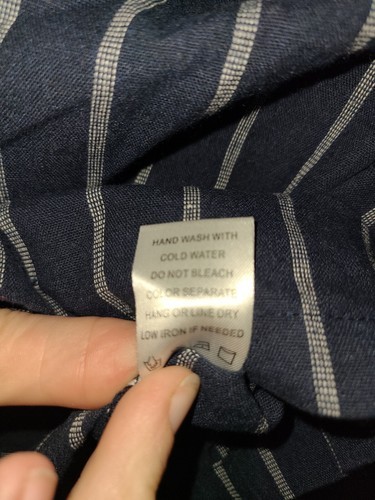 HAND WASH WITH
COLD WATER
DO NOT BLEACH
COLOR SEPARATE
HANG OR LINE DRY
LOW IRON IF NEEDED